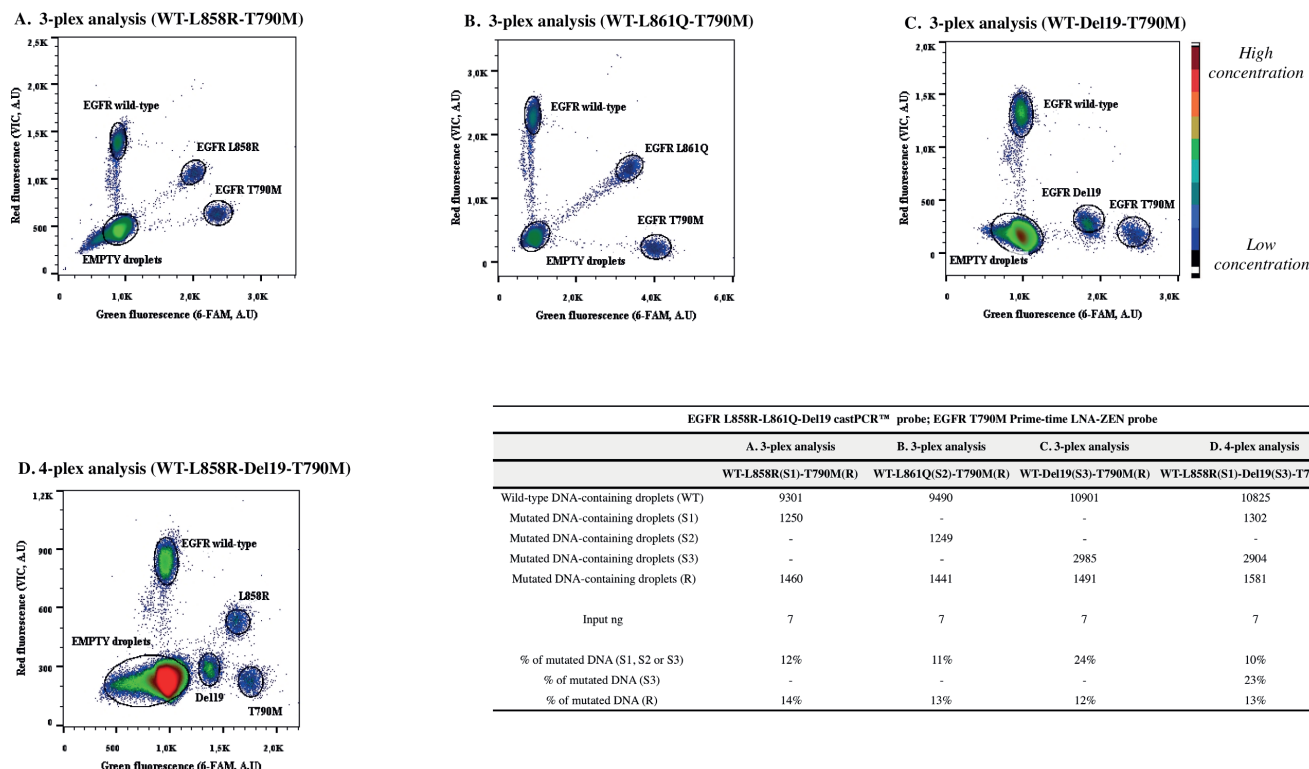 A. 3-plex analysis (WT-L858R-T790M)
2,5K
2,0K
1,5K
1,0K
500
0
Red fluorescence (VIC, A.U)
EGFR wild-type
EGFR L858R
EGFR T790M
EMPTY droplets
0 1,0K 2,0K 3,0K
Green fluorescence (6-FAM, A.U)
B. 3-plex analysis (WT-L861Q-T790M)
3,0K
2,0K
1,0K
0
Red fluorescence (VIC, A.U)
EGFR wild-type
EGFR L861Q
EGFR T790M
EMPTY droplets
0 2,0K 4,0K 6,0K
Green fluorescence (6-FAM, A.U)
C. 3-plex analysis (WT-Del19-T790M)
2,0K
1,5K
1,0K
500
0
Red fluorescence (VIC, A.U)
EGFR wild-type
EGFR Del19
EGFR T790M
EMPTY droplets
0 1,0K 2,0K 3,0K
Green fluorescence (6-FAM, A.U)
High
concentration
Low
concentration
D. 4-plex analysis (WT-L858R-Del19-T790M)
1,2K
900
600
300
0
Red fluorescence (VIC, A.U)
EGFR wild-type
L858R
EMPTY droplets
Del19
T790M
0 500 1,0K 1,5K 2,0K
Green fluorescence (6-FAM, A.U)
EGFR L858R-L861Q-Del19 castPCR™ probe; EGFR T790M Prime-time LNA-ZEN probe
A. 3-plex analysis B. 3-plex analysis C. 3-plex analysis D. 4-plex analysis
WT-L858R(S1)-T790M(R) WT-L861Q(S2)-T790M(R) WT-Del19(S3)-T790M(R) WT-L858R(S1)-Del19(S3)-T7
Wild-type DNA-containing droplets (WT) 9301 9490 10901 10825
Mutated DNA-containing droplets (S1) 1250 - - 1302
Mutated DNA-containing droplets (S2) - 1249 - -
Mutated DNA-containing droplets (S3) - - 2985 2904
Mutated DNA-containing droplets (R) 1460 1441 1491 1581
Input ng 7 7 7 7
% of mutated DNA (S1, S2 or S3) 12% 11% 24% 10%
% of mutated DNA (S3) - - - 23%
% of mutated DNA (R) 14% 13% 12% 13%